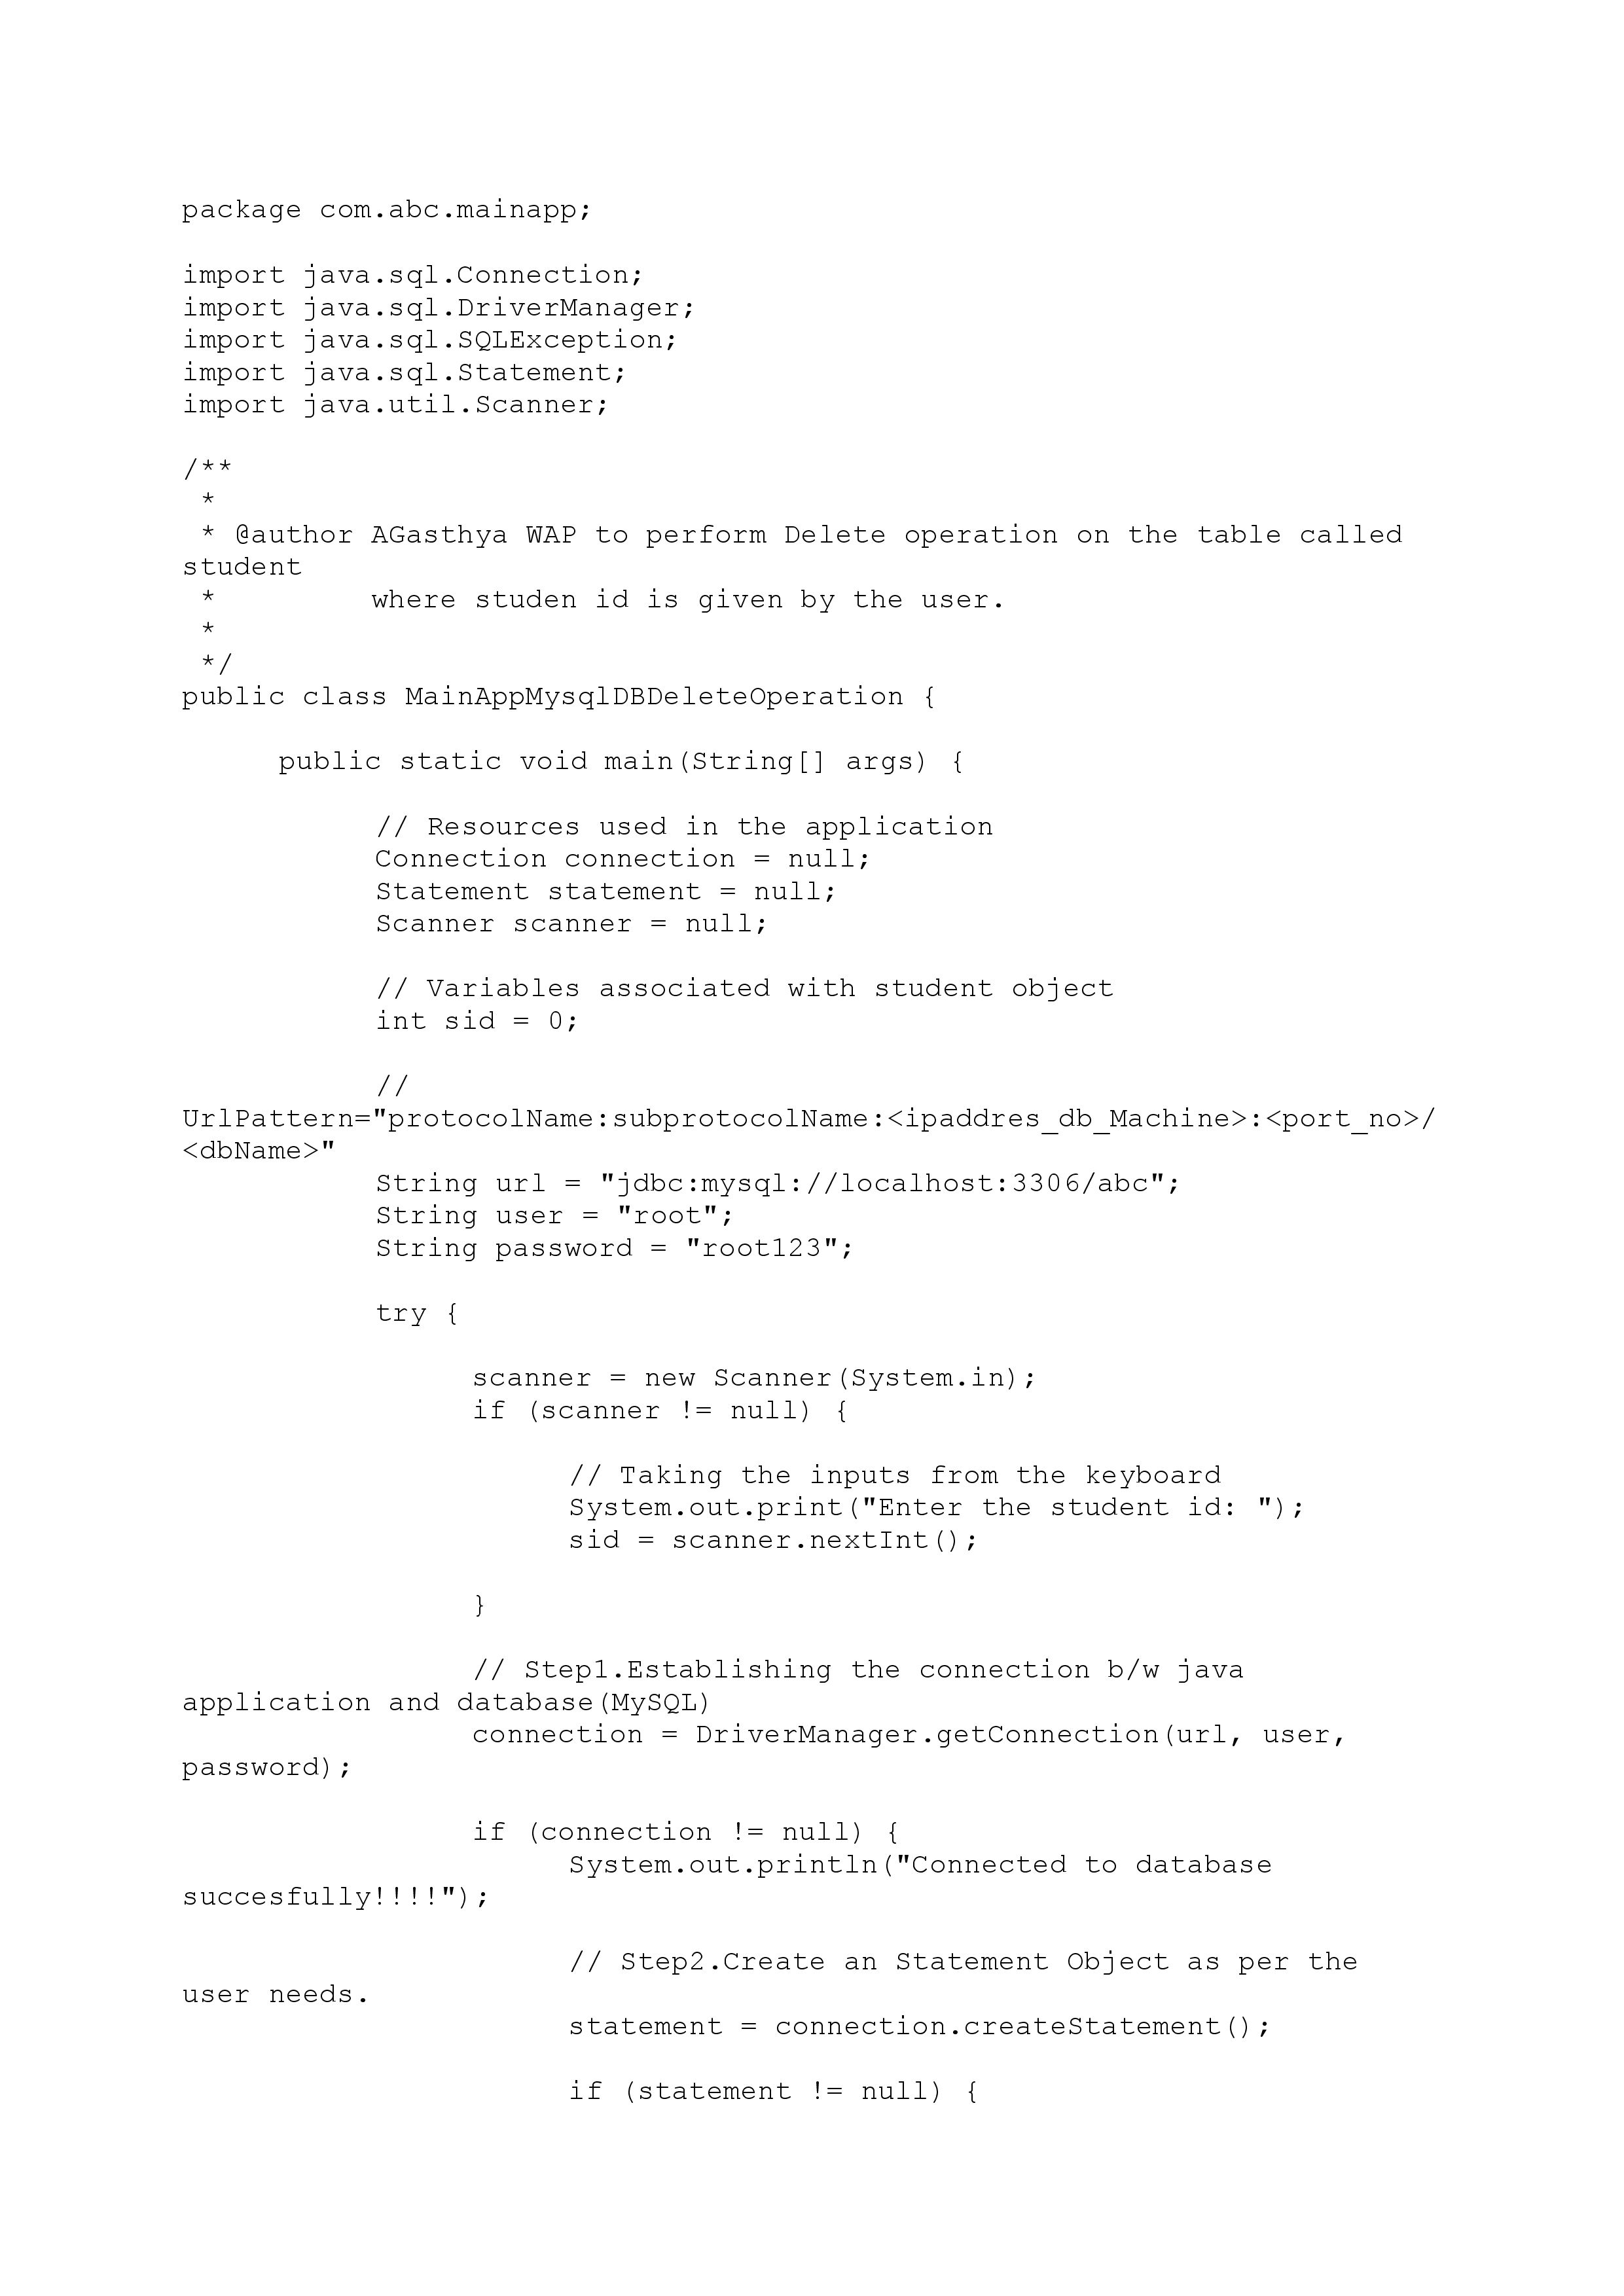 package com.abc.mainapp;
import java.sql.Connection;
import java.sql.DriverManager;
import java.sql.SQLException;
import java.sql.Statement;
import java.util.Scanner;
/**
 *
 * @author AGasthya WAP to perform Delete operation on the table called
student
 *         where studen id is given by the user.
 *
 */
public class MainAppMysqlDBDeleteOperation {
public static void main(String[] args) {
// Resources used in the application
Connection connection = null;
Statement statement = null;
Scanner scanner = null;
// Variables associated with student object
int sid = 0;
//
UrlPattern="protocolName:subprotocolName:<ipaddres_db_Machine>:<port_no>/
<dbName>"
String url = "jdbc:mysql://localhost:3306/abc";
String user = "root";
String password = "root123";
try {
scanner = new Scanner(System.in);
if (scanner != null) {
// Taking the inputs from the keyboard
System.out.print("Enter the student id: ");
sid = scanner.nextInt();
}
// Step1.Establishing the connection b/w java
application and database(MySQL)
connection = DriverManager.getConnection(url, user,
password);
if (connection != null) {
System.out.println("Connected to database
succesfully!!!!");
// Step2.Create an Statement Object as per the
user needs.
statement = connection.createStatement();
if (statement != null) {